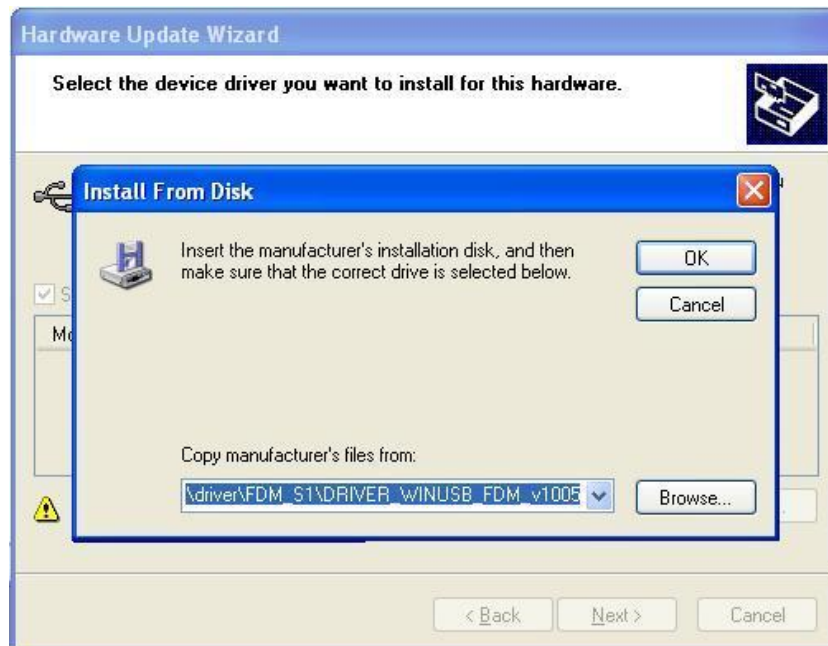 Hardware Update Wizard
Select the device driver you want to install for this hardware.
Install From Disk
Insert the manufacturer's installation disk, and then
make sure that the correct drive is selected below.
OK
Cancel
Copy manufacturer's files from:
\driver\FDM_S1\DRIVER_WINUSB_FDM_v1005
Browse...
< Back
Next >
Cancel